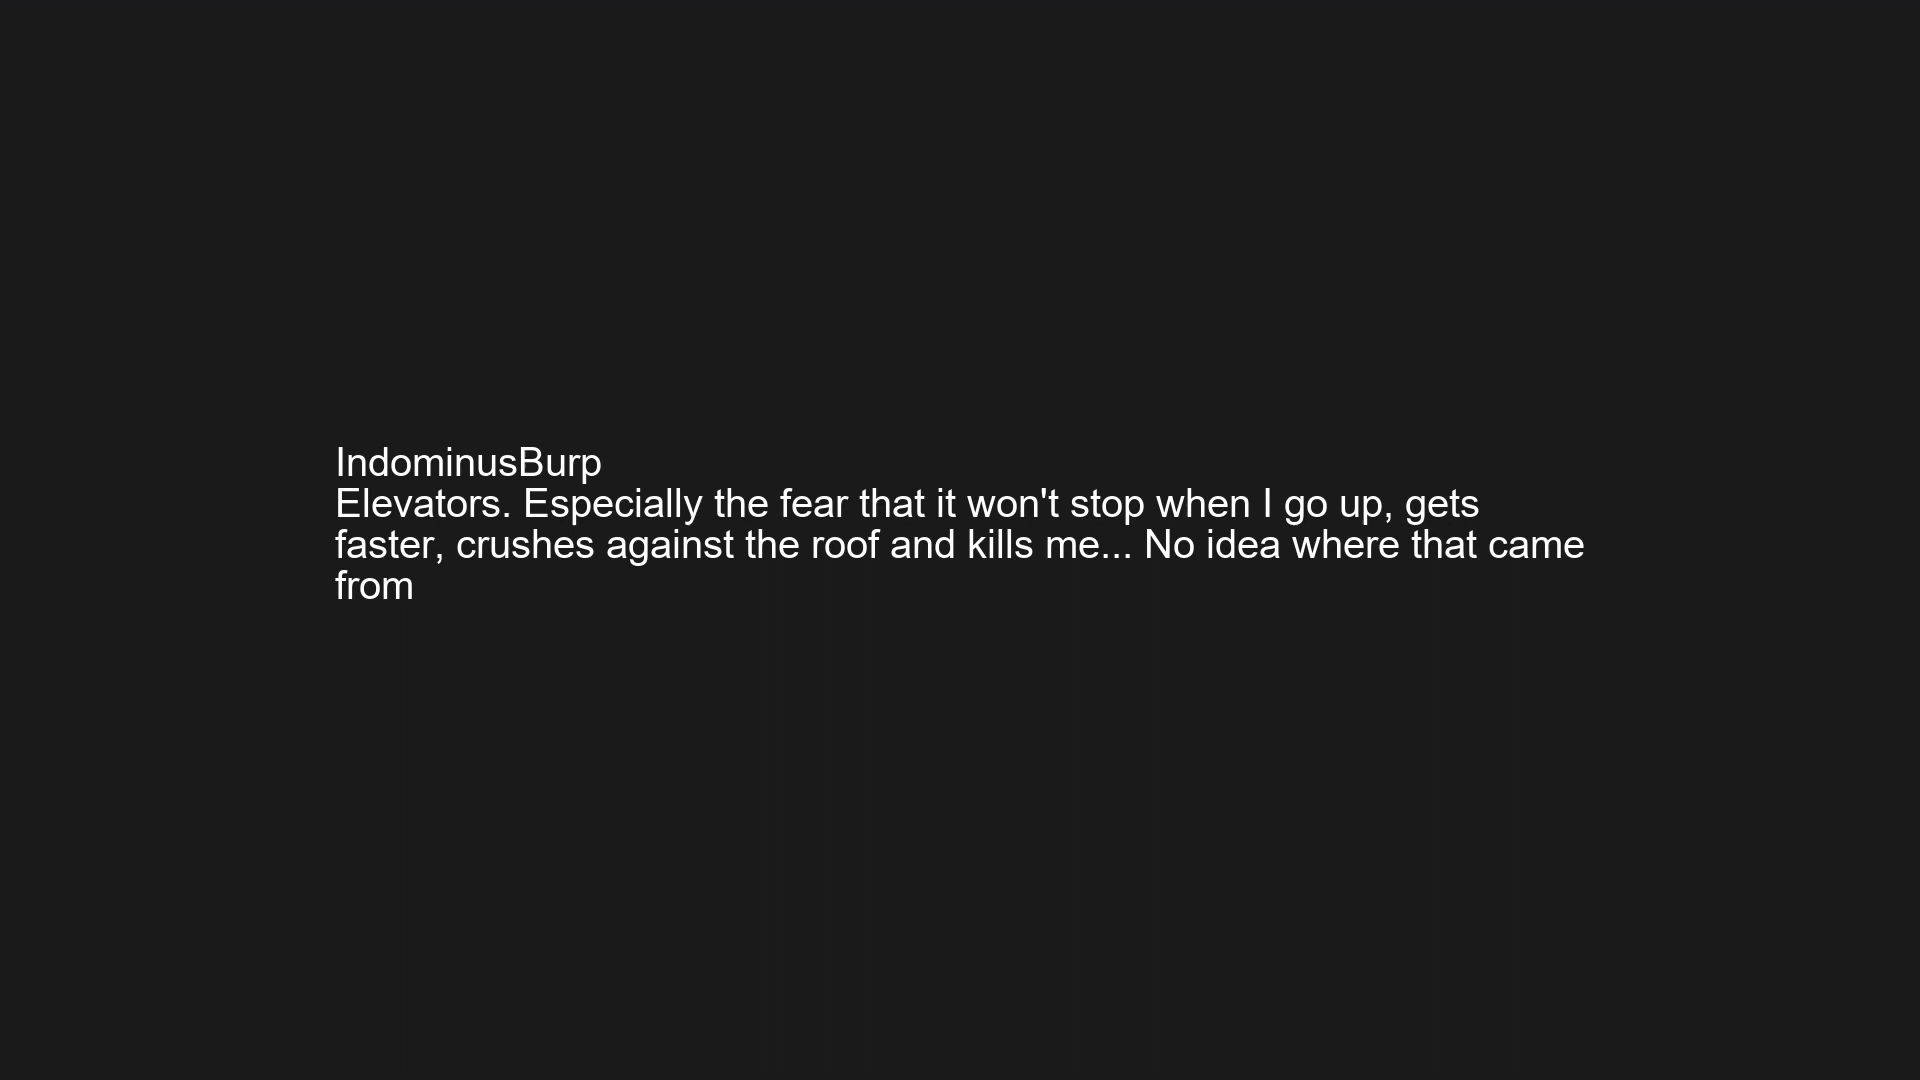 IndominusBurp
Elevators. Especially the fear that it won't stop when I go up, gets
faster, crushes against the roof and kills me... No idea where that came
from